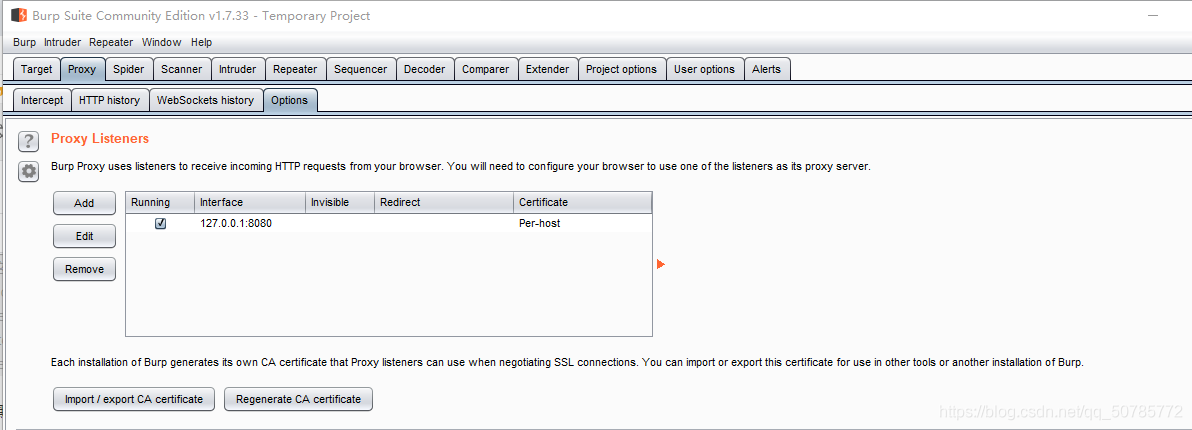 Burp Suite Community Edition v1.7.33 - Temporary Project
Burp Intruder Repeater Window Help
Target Proxy Spider Scanner Intruder Repeater Sequencer Decoder Comparer Extender Project options User options Alerts
Intercept HTTP history WebSockets history Options
? Proxy Listeners
Burp Proxy uses listeners to receive incoming HTTP requests from your browser. You will need to configure your browser to use one of the listeners as its proxy server.
Add Running Interface Invisible Redirect Certificate
127.0.0.1:8080 Per-host
Edit
Remove
Each installation of Burp generates its own CA certificate that Proxy listeners can use when negotiating SSL connections. You can import or export this certificate for use in other tools or another installation of Burp.
Import / export CA certificate Regenerate CA certificate
https://blog.csdn.net/qq_50785772